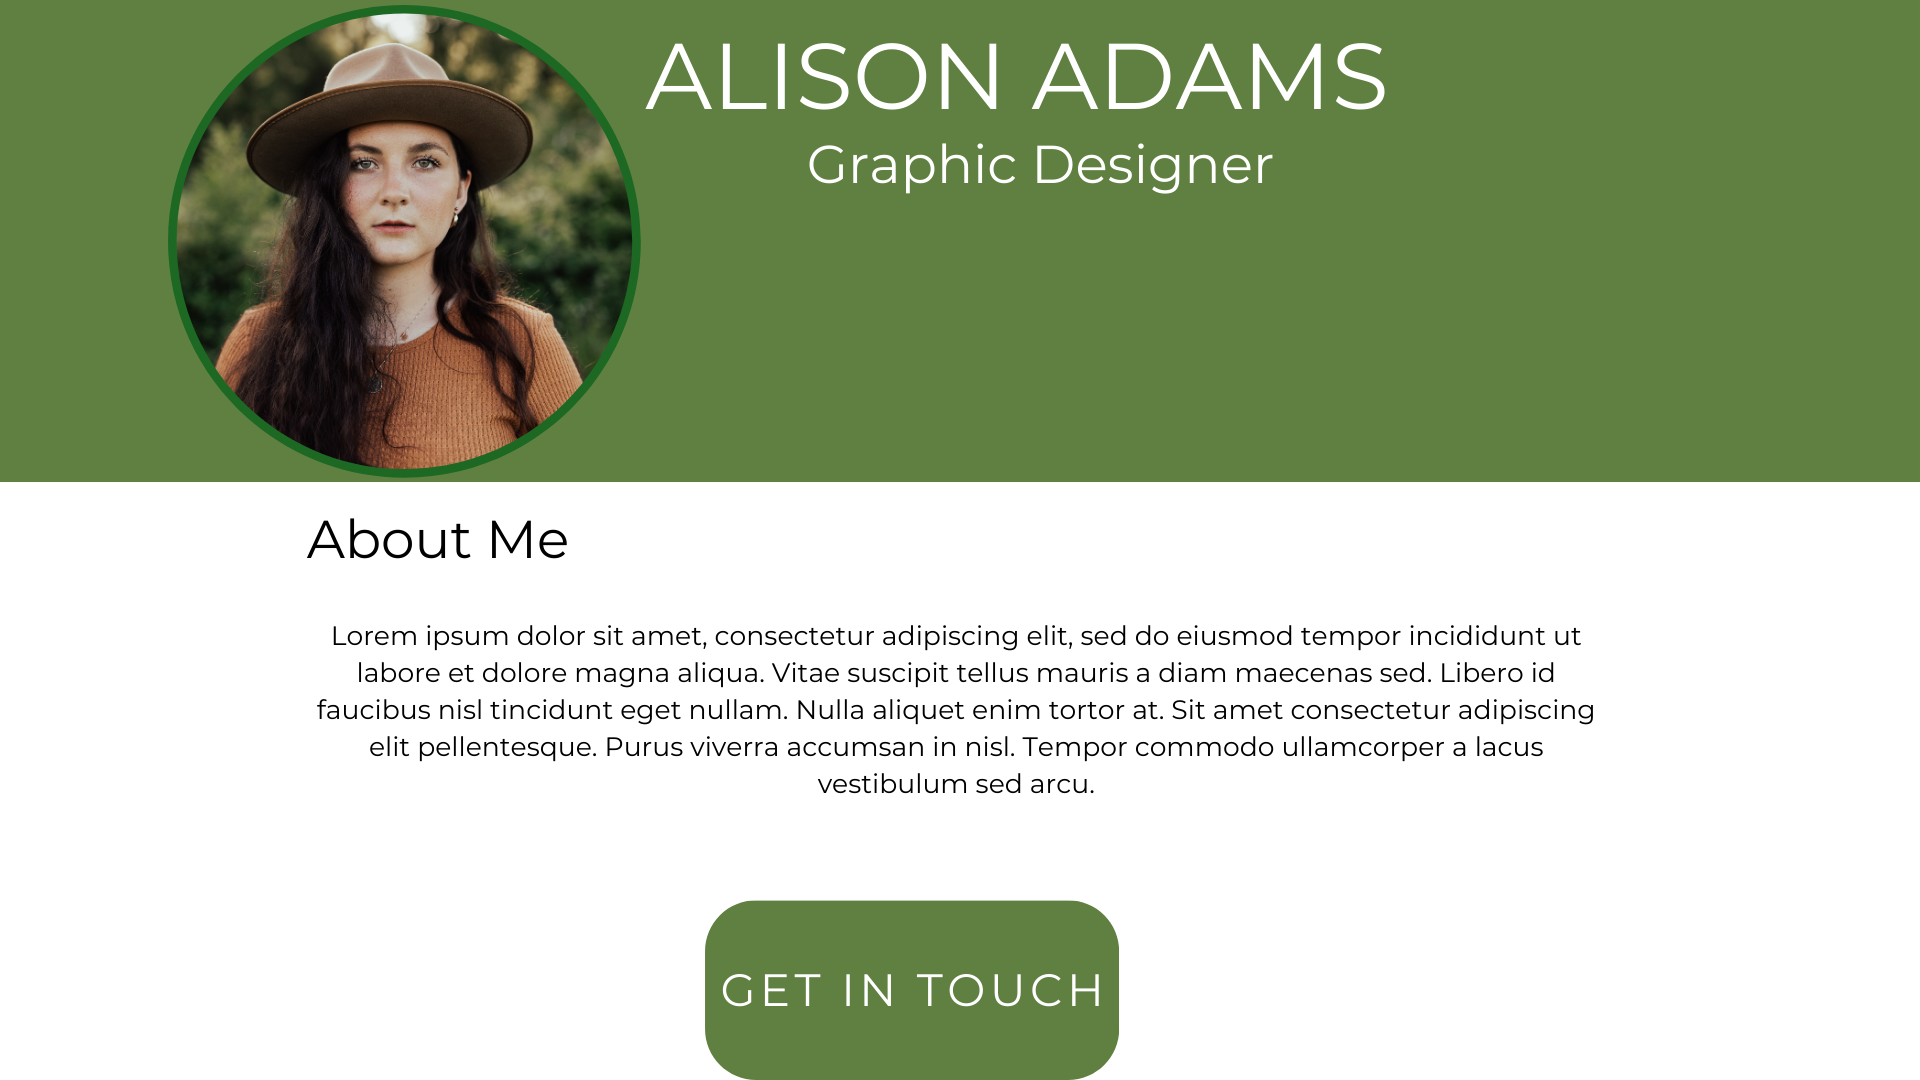 ALISON ADAMS
Graphic Designer
About Me
Lorem ipsum dolor sit amet, consectetur adipiscing elit, sed do eiusmod tempor incididunt ut
labore et dolore magna aliqua. Vitae suscipit tellus mauris a diam maecenas sed. Libero id
faucibus nisl tincidunt eget nullam. Nulla aliquet enim tortor at. Sit amet consectetur adipiscing
elit pellentesque. Purus viverra accumsan in nisl. Tempor commodo ullamcorper a lacus
vestibulum sed arcu.
GET IN TOUCH